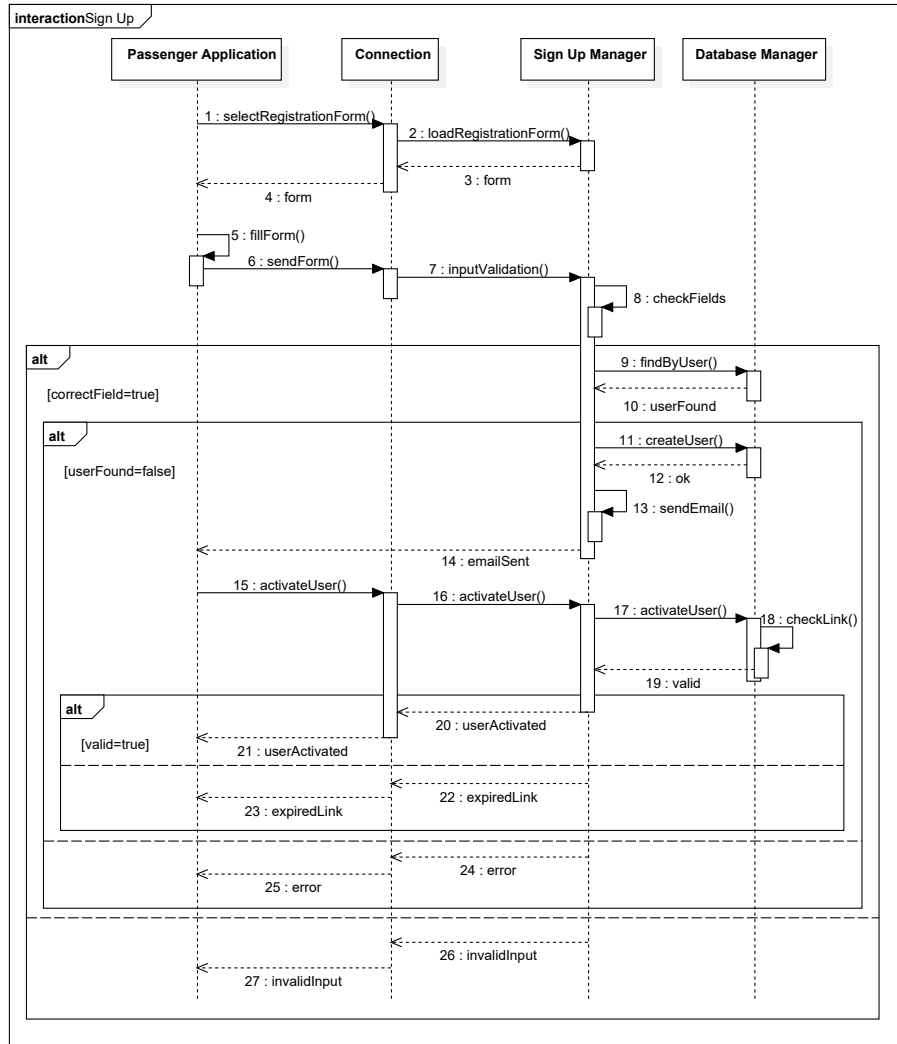 interactionSign Up
Passenger Application
Connection
Sign Up Manager
Database Manager
1 : selectRegistrationForm()
2 : loadRegistrationForm()
3 : form
4 : form
5 : fillForm()
6 : sendForm()
7 : inputValidation()
8 : checkFields
alt
[correctField=true]
9 : findByUser()
10 : userFound
alt
[userFound=false]
11 : createUser()
12 : ok
13 : sendEmail()
14 : emailSent
15 : activateUser()
16 : activateUser()
17 : activateUser()
18 : checkLink()
19 : valid
alt
[valid=true]
20 : userActivated
21 : userActivated
22 : expiredLink
23 : expiredLink
24 : error
25 : error
26 : invalidInput
27 : invalidInput